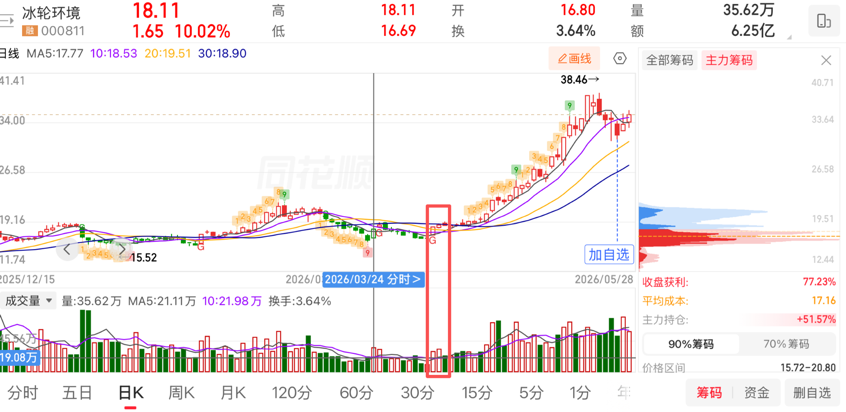 冰轮环境
融 000811
18.11
1.65 10.02%
高 18.11 开 16.80 量 35.62万
低 16.69 换 3.64% 额 6.25亿
日线 MA5:17.77 10:18.53 20:19.51 30:18.90
画线
全部筹码 主力筹码
41.41
38.46→
40.71
34.00
33.64
26.58
26.58
同花顺
19.16
19.51
15.52
加自选
11.74
12.44
2025/12/15
2026/03/24 分时>
2026/05/28
成交量 量:35.62万 MA5:21.11万 10:21.98万 换手:3.64%
19.08万
收盘获利: 77.23%
平均成本: 17.16
主力持仓: +51.57%
90%筹码 70%筹码
价格区间 15.72-20.80
分时 五日 日K 周K 月K 120分 60分 30分 15分 5分 1分 年
筹码 资金 删自选